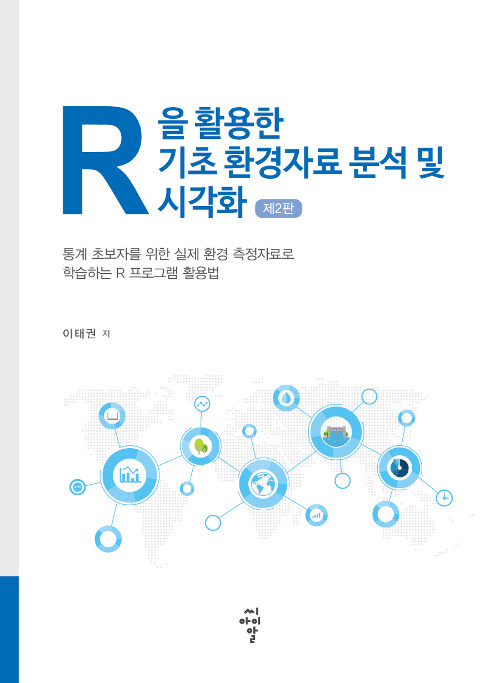 R을 활용한
기초 환경자료 분석 및
시각화 제2판
통계 초보자를 위한 실제 환경 측정자료로
학습하는 R 프로그램 활용법
이태권 저
씨
아이
알